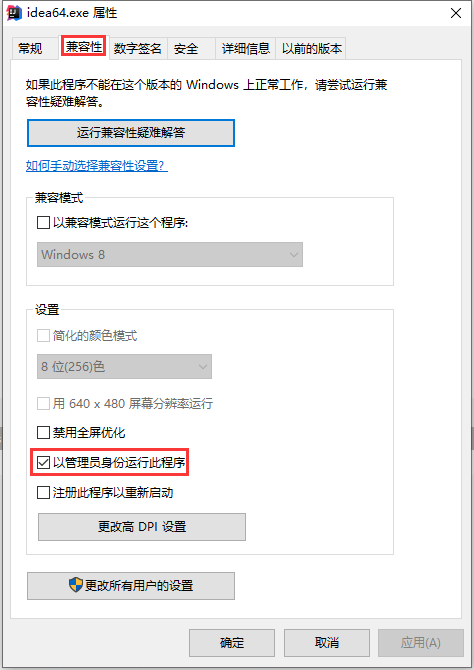 idea64.exe 属性
常规
兼容性
数字签名
安全
详细信息
以前的版本
如果此程序不能在这个版本的 Windows 上正常工作，请尝试运行兼
容性疑难解答。
运行兼容性疑难解答
如何手动选择兼容性设置?
兼容模式
以兼容模式运行这个程序:
Windows 8
设置
简化的颜色模式
8 位(256)色
用 640 x 480 屏幕分辨率运行
禁用全屏优化
以管理员身份运行此程序
注册此程序以重新启动
更改高 DPI 设置
更改所有用户的设置
确定
取消
应用(A)